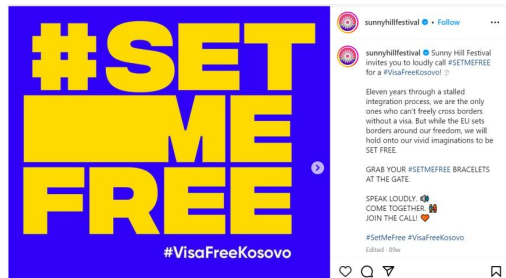 #SET
ME
FREE
#VisaFreeKosovo
sunnyhillfestival • Follow
sunnyhillfestival Sunny Hill Festival
invites you to loudly call #SETMEFREE
for a #VisaFreeKosovo!
Eleven years through a stalled
integration process, we are the only
ones who can't freely cross borders
without a visa. But while the EU sets
borders around our freedom, we will
hold onto our vivid imaginations to be
SET FREE.
GRAB YOUR #SETMEFREE BRACELETS
AT THE GATE.
SPEAK LOUDLY.
COME TOGETHER.
JOIN THE CALL!
#SetMeFree #VisaFreeKosovo
Edited · 89w